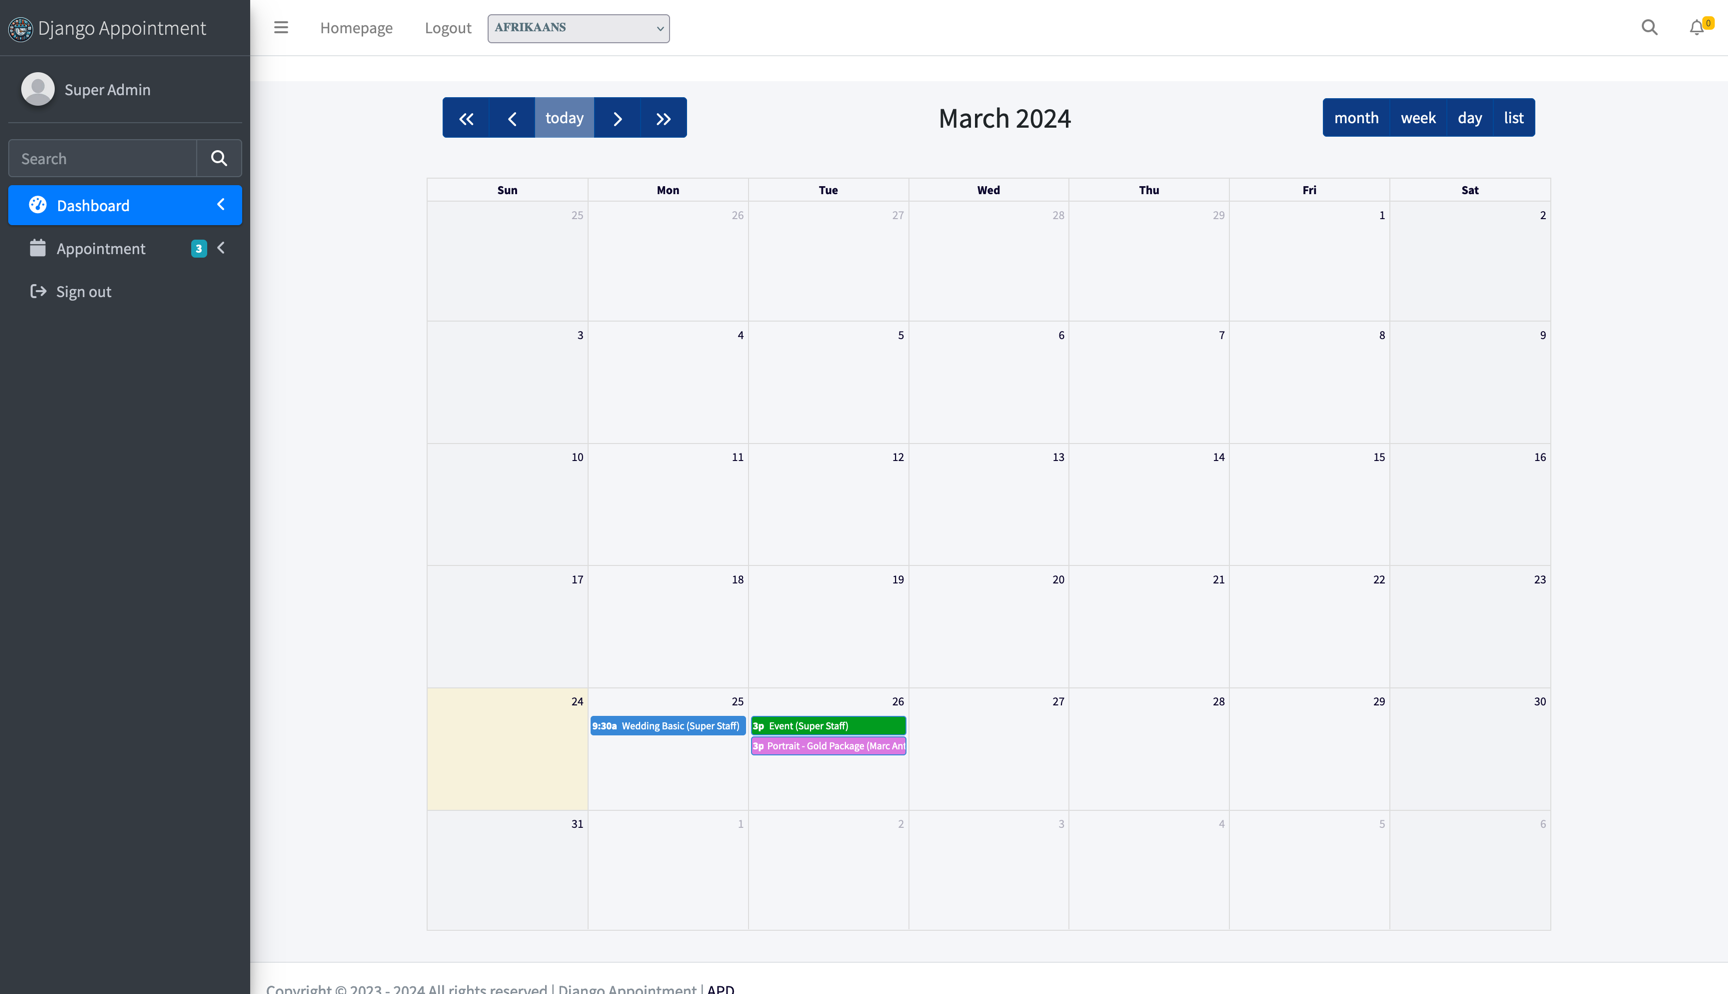 Django Appointment
Super Admin
Search
Dashboard
Appointment 3
Sign out
Homepage Logout AFRIKAANS 0
today March 2024 month week day list
Sun Mon Tue Wed Thu Fri Sat
25 26 27 28 29 1 2
3 4 5 6 7 8 9
10 11 12 13 14 15 16
17 18 19 20 21 22 23
24 25 26 27 28 29 30
9:30a Wedding Basic (Super Staff) 3p Event (Super Staff)
3p Portrait - Gold Package (Marc Ant
31 1 2 3 4 5 6
Copyright © 2023 - 2024 All rights reserved | Django Appointment | APD